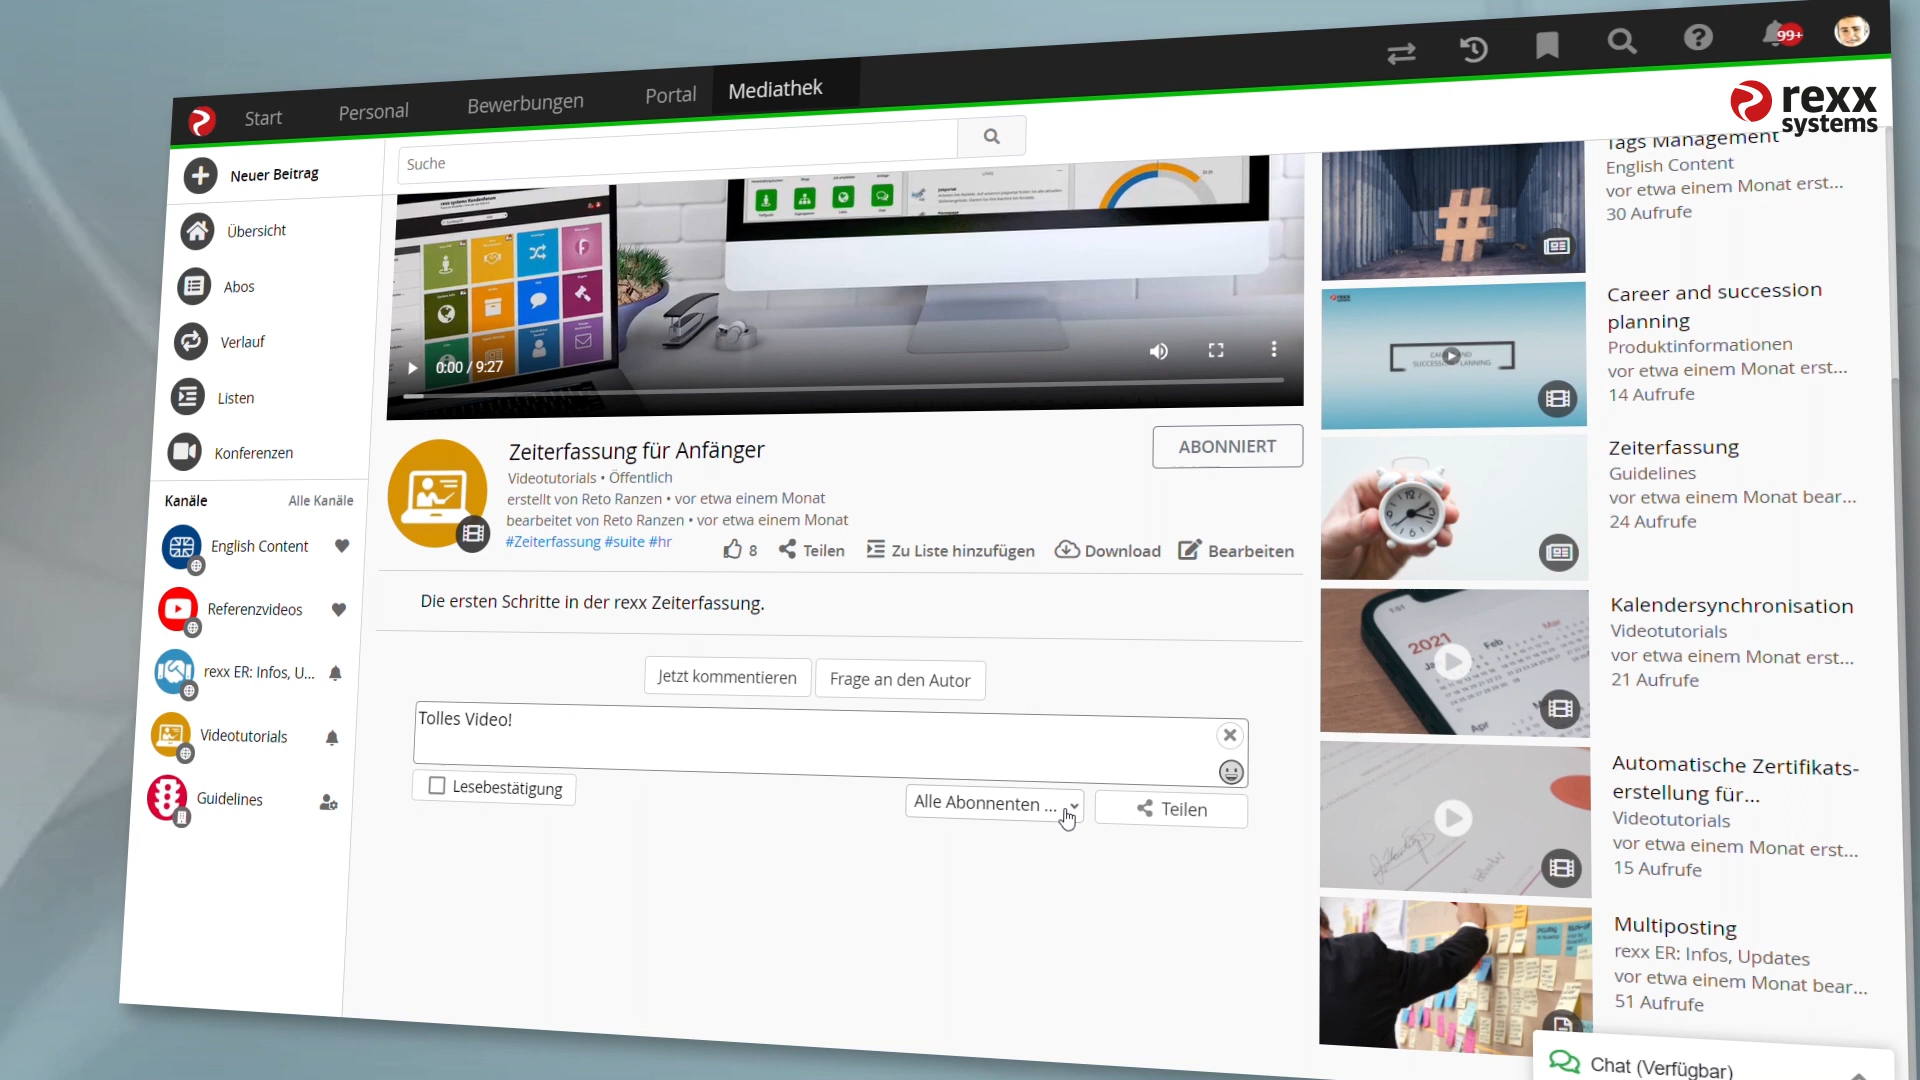 Start
Personal
Bewerbungen
Portal
Mediathek
99+
rexx
systems
Neuer Beitrag
Suche
Übersicht
Abos
Verlauf
Listen
Konferenzen
Kanäle
Alle Kanäle
English Content
Referenzvideos
rexx ER: Infos, U...
Videotutorials
Guidelines
0:00 / 9:27
Zeiterfassung für Anfänger
ABONNIERT
Videotutorials • Öffentlich
erstellt von Reto Ranzen • vor etwa einem Monat
bearbeitet von Reto Ranzen • vor etwa einem Monat
#Zeiterfassung #suite #hr
8
Teilen
Zu Liste hinzufügen
Download
Bearbeiten
Die ersten Schritte in der rexx Zeiterfassung.
Jetzt kommentieren
Frage an den Autor
Tolles Video!
Lesebestätigung
Alle Abonnenten ...
Teilen
Tags Management
English Content
vor etwa einem Monat erst...
30 Aufrufe
Career and succession
planning
Produktinformationen
vor etwa einem Monat erst...
14 Aufrufe
Zeiterfassung
Guidelines
vor etwa einem Monat bear...
24 Aufrufe
2021
Feb
Mar
Apr
Kalendersynchronisation
Videotutorials
vor etwa einem Monat erst...
21 Aufrufe
Automatische Zertifikats-
erstellung für...
Videotutorials
vor etwa einem Monat erst...
15 Aufrufe
Multiposting
rexx ER: Infos, Updates
vor etwa einem Monat bear...
51 Aufrufe
Chat (Verfügbar)